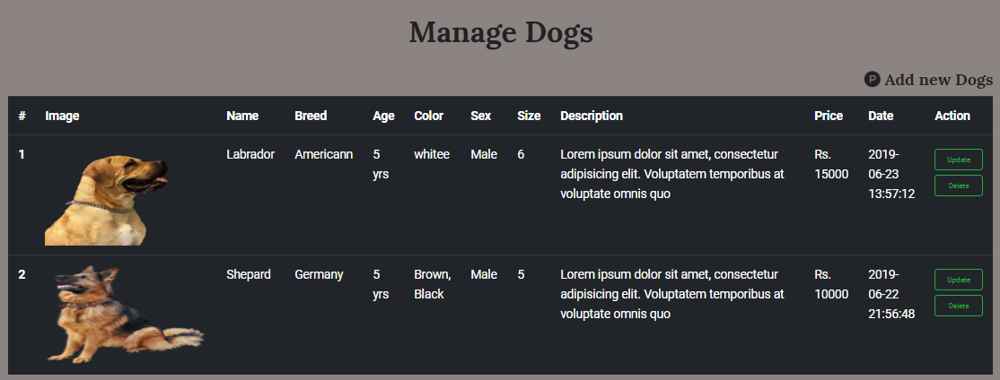 Manage Dogs
P Add new Dogs
# Image Name Breed Age Color Sex Size Description Price Date Action
1 Labrador Americann 5 whitee Male 6 Lorem ipsum dolor sit amet, consectetur Rs. 2019- Update
yrs adipisicing elit. Voluptatem temporibus at 15000 06-23
voluptate omnis quo 13:57:12 Delete
2 Shepard Germany 5 Brown, Male 5 Lorem ipsum dolor sit amet, consectetur Rs. 2019- Update
yrs Black adipisicing elit. Voluptatem temporibus at 10000 06-22
voluptate omnis quo 21:56:48 Delete